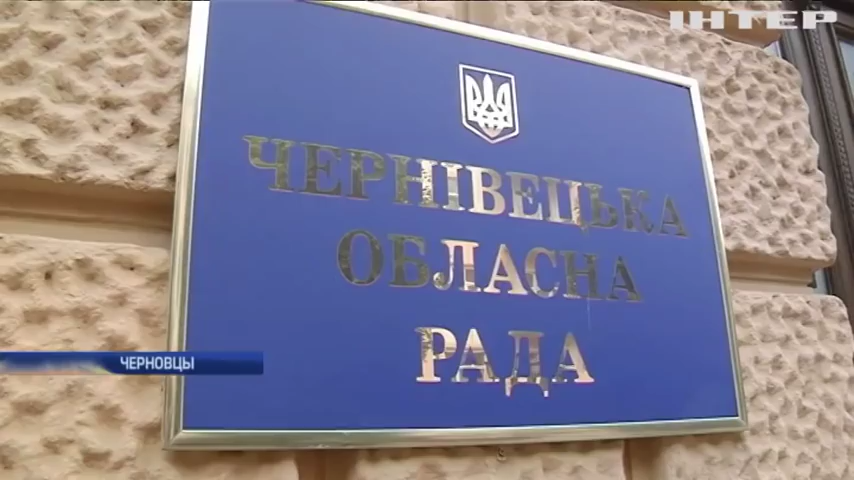 ІНТЕР
ЧЕРНІВЕЦЬКА
ОБЛАСНА
РАДА
ЧЕРНОВЦЫ